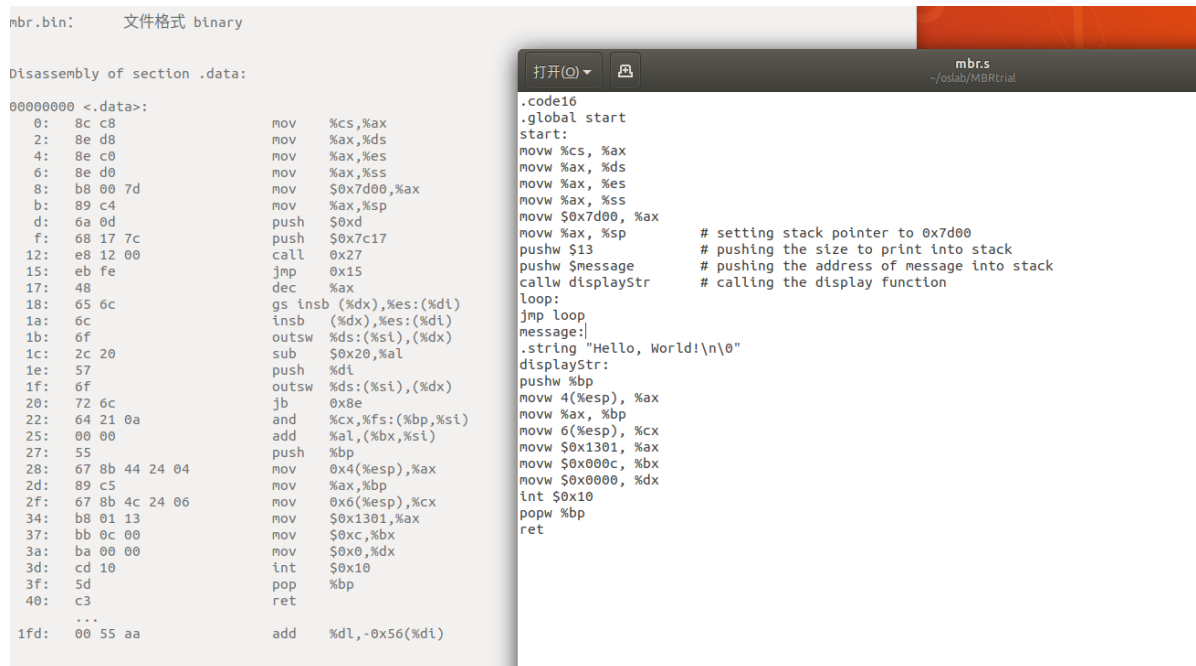 mbr.bin：     文件格式 binary
Disassembly of section .data:
00000000 <.data>:
   0:   8c c8                   mov    %cs,%ax
   2:   8e d8                   mov    %ax,%ds
   4:   8e c0                   mov    %ax,%es
   6:   8e d0                   mov    %ax,%ss
   8:   b8 00 7d                mov    $0x7d00,%ax
   b:   89 c4                   mov    %ax,%sp
   d:   6a 0d                   push   $0xd
   f:   68 17 7c                push   $0x7c17
  12:   e8 12 00                call   0x27
  15:   eb fe                   jmp    0x15
  17:   48                      dec    %ax
  18:   65 6c                   gs insb (%dx),%es:(%di)
  1a:   6c                      insb   (%dx),%es:(%di)
  1b:   6f                      outsw  %ds:(%si),(%dx)
  1c:   2c 20                   sub    $0x20,%al
  1e:   57                      push   %di
  1f:   6f                      outsw  %ds:(%si),(%dx)
  20:   72 6c                   jb     0x8e
  22:   64 21 0a                and    %cx,%fs:(%bp,%si)
  25:   00 00                   add    %al,(%bx,%si)
  27:   55                      push   %bp
  28:   67 8b 44 24 04          mov    0x4(%esp),%ax
  2d:   89 c5                   mov    %ax,%bp
  2f:   67 8b 4c 24 06          mov    0x6(%esp),%cx
  34:   b8 01 13                mov    $0x1301,%ax
  37:   bb 0c 00                mov    $0xc,%bx
  3a:   ba 00 00                mov    $0x0,%dx
  3d:   cd 10                   int    $0x10
  3f:   5d                      pop    %bp
  40:   c3                      ret
        ...
 1fd:   00 55 aa                add    %dl,-0x56(%di)
打开(O)
mbr.s
~/oslab/MBRtrial
.code16
.global start
start:
movw %cs, %ax
movw %ax, %ds
movw %ax, %es
movw %ax, %ss
movw $0x7d00, %ax
movw %ax, %sp         # setting stack pointer to 0x7d00
pushw $13             # pushing the size to print into stack
pushw $message        # pushing the address of message into stack
callw displayStr      # calling the display function
loop:
jmp loop
message:
.string "Hello, World!\n\0"
displayStr:
pushw %bp
movw 4(%esp), %ax
movw %ax, %bp
movw 6(%esp), %cx
movw $0x1301, %ax
movw $0x000c, %bx
movw $0x0000, %dx
int $0x10
popw %bp
ret